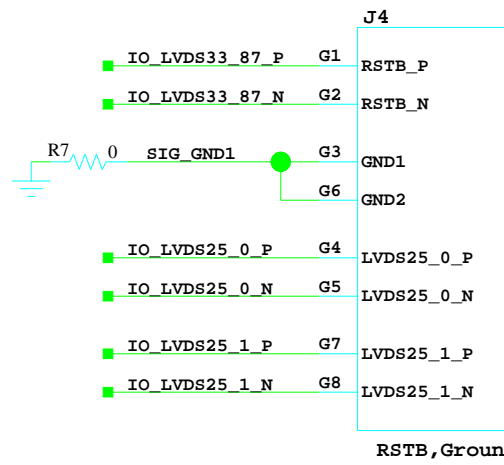 J4
IO_LVDS33_87_P G1 RSTB_P
IO_LVDS33_87_N G2 RSTB_N
R7 0 SIG_GND1 G3 GND1
G6 GND2
IO_LVDS25_0_P G4 LVDS25_0_P
IO_LVDS25_0_N G5 LVDS25_0_N
IO_LVDS25_1_P G7 LVDS25_1_P
IO_LVDS25_1_N G8 LVDS25_1_N
RSTB,Groun